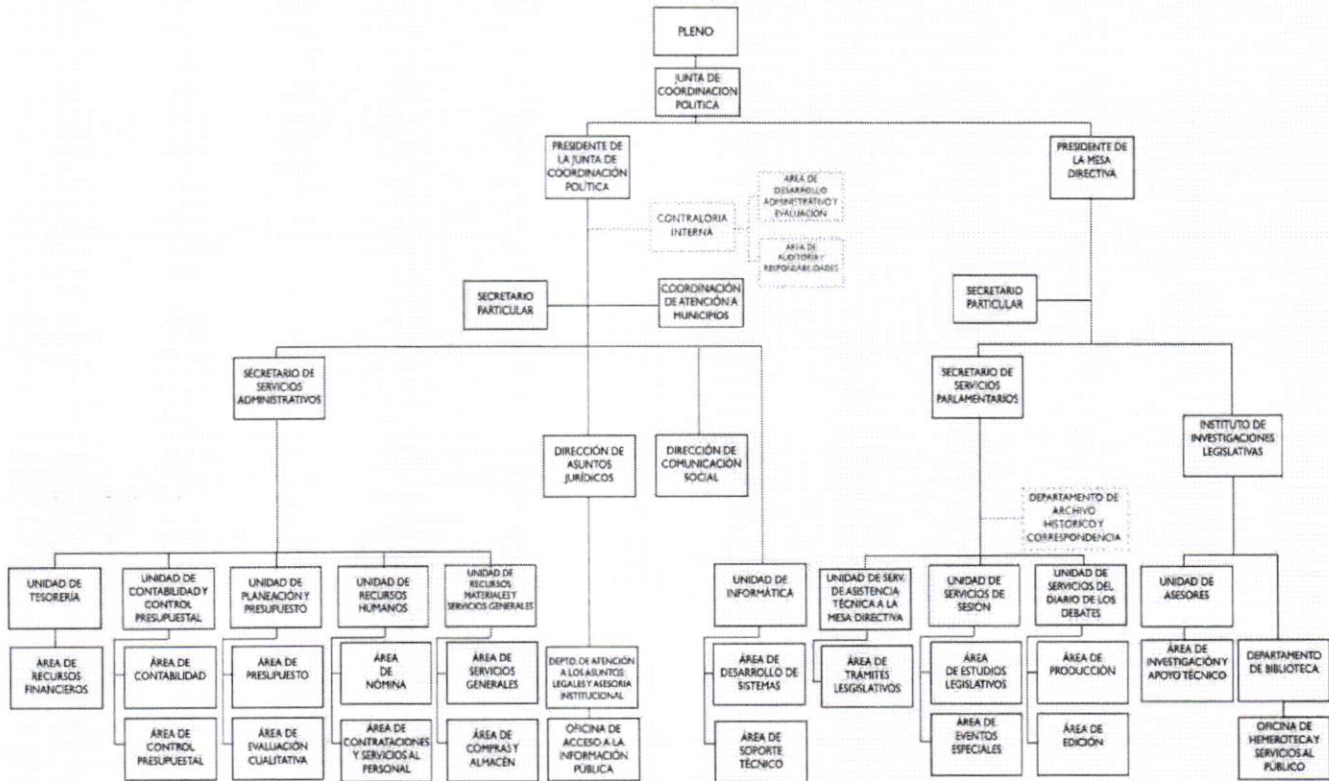 PLENO
JUNTA DE
COORDINACION
POLITICA
PRESIDENTE DE
LA JUNTA DE
COORDINACIÓN
POLÍTICA
PRESIDENTE DE
LA MESA
DIRECTIVA
CONTRALORIA
INTERNA
AREA DE
DESARROLLO
ADMINISTRATIVO Y
EVALUACIÓN
AREA DE
AUDITORIA Y
RESPONSABILIDADES
SECRETARIO
PARTICULAR
COORDINACIÓN
DE ATENCIÓN A
MUNICIPIOS
SECRETARIO
PARTICULAR
SECRETARIO DE
SERVICIOS
ADMINISTRATIVOS
SECRETARIO DE
SERVICIOS
PARLAMENTARIOS
INSTITUTO DE
INVESTIGACIONES
LEGISLATIVAS
DIRECCIÓN DE
ASUNTOS
JURÍDICOS
DIRECCIÓN DE
COMUNICACIÓN
SOCIAL
DEPARTAMENTO DE
ARCHIVO
HISTORICO Y
CORRESPONDENCIA
UNIDAD DE
TESORERÍA
UNIDAD DE
CONTABILIDAD Y
CONTROL
PRESUPUESTAL
UNIDAD DE
PLANEACIÓN Y
PRESUPUESTO
UNIDAD DE
RECURSOS
HUMANOS
UNIDAD DE
RECURSOS
MATERIALES Y
SERVICIOS GENERALES
UNIDAD DE
INFORMÁTICA
UNIDAD DE SERV.
DE ASISTENCIA
TÉCNICA A LA
MESA DIRECTIVA
UNIDAD DE
SERVICIOS DE
SESIÓN
UNIDAD DE
SERVICIOS DEL
DIARIO DE LOS
DEBATES
UNIDAD DE
ASESORES
ÁREA DE
RECURSOS
FINANCIEROS
ÁREA DE
CONTABILIDAD
ÁREA DE
PRESUPUESTO
ÁREA
DE
NÓMINA
ÁREA DE
SERVICIOS
GENERALES
DEPTO. DE ATENCIÓN
A LOS ASUNTOS
LEGALES Y ASESORIA
INSTITUCIONAL
ÁREA DE
DESARROLLO DE
SISTEMAS
ÁREA DE
TRÁMITES
LESGISLATIVOS
ÁREA
DE ESTUDIOS
LEGISLATIVOS
ÁREA DE
PRODUCCIÓN
ÁREA DE
INVESTIGACIÓN Y
APOYO TÉCNICO
DEPARTAMENTO
DE BIBLIOTECA
ÁREA DE
CONTROL
PRESUPUESTAL
ÁREA DE
EVALUACIÓN
CUALITATIVA
ÁREA DE
CONTRATACIONES
Y SERVICIOS AL
PERSONAL
ÁREA DE
COMPRAS Y
ALMACÉN
OFICINA DE
ACCESO A LA
INFORMACIÓN
PÚBLICA
ÁREA DE
SOPORTE
TÉCNICO
ÁREA DE
EVENTOS
ESPECIALES
ÁREA DE
EDICIÓN
OFICINA DE
HEMEROTECA Y
SERVICIOS AL
PÚBLICO